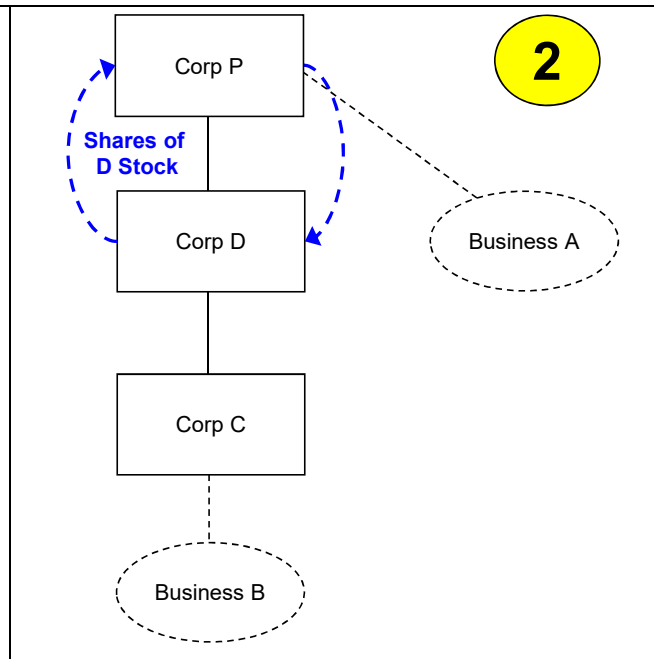 Corp P
2
Shares of
D Stock
Corp D
Business A
Corp C
Business B